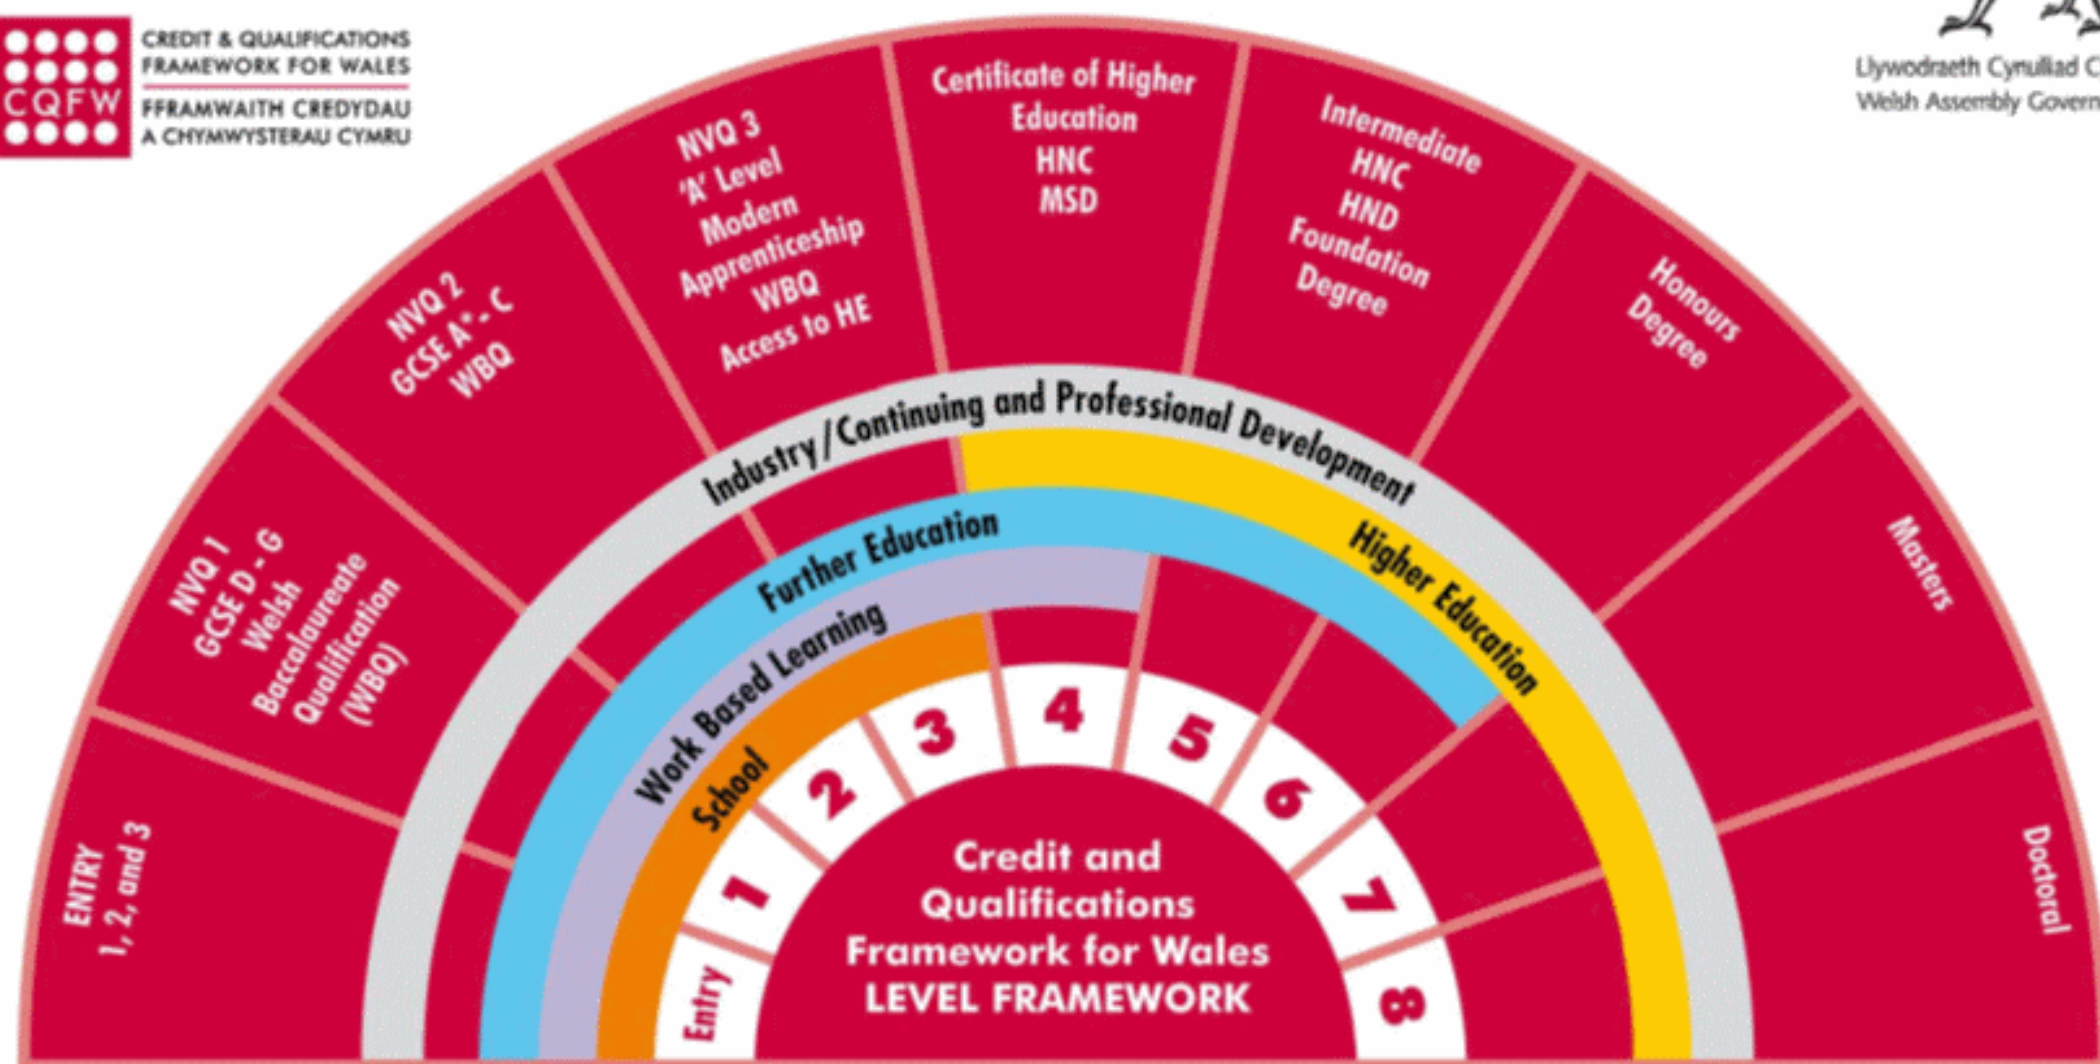 CREDIT & QUALIFICATIONS
FRAMEWORK FOR WALES
CQFW
FFRAMWAITH CREDYDAU
A CHYMWYSTERAU CYMRU
Llywodraeth Cynulliad C
Welsh Assembly Govern
ENTRY
1, 2, and 3
NVQ 1
GCSE D - G
Welsh
Baccalaureate
Qualification
(WBQ)
NVQ 2
GCSE A*- C
WBQ
NVQ 3
'A' Level
Modern
Apprenticeship
WBQ
Access to HE
Certificate of Higher
Education
HNC
MSD
Intermediate
HNC
HND
Foundation
Degree
Honours
Degree
Masters
Doctoral
Industry/Continuing and Professional Development
Higher Education
Further Education
Work Based Learning
School
Entry
1
2
3
4
5
6
7
8
Credit and
Qualifications
Framework for Wales
LEVEL FRAMEWORK